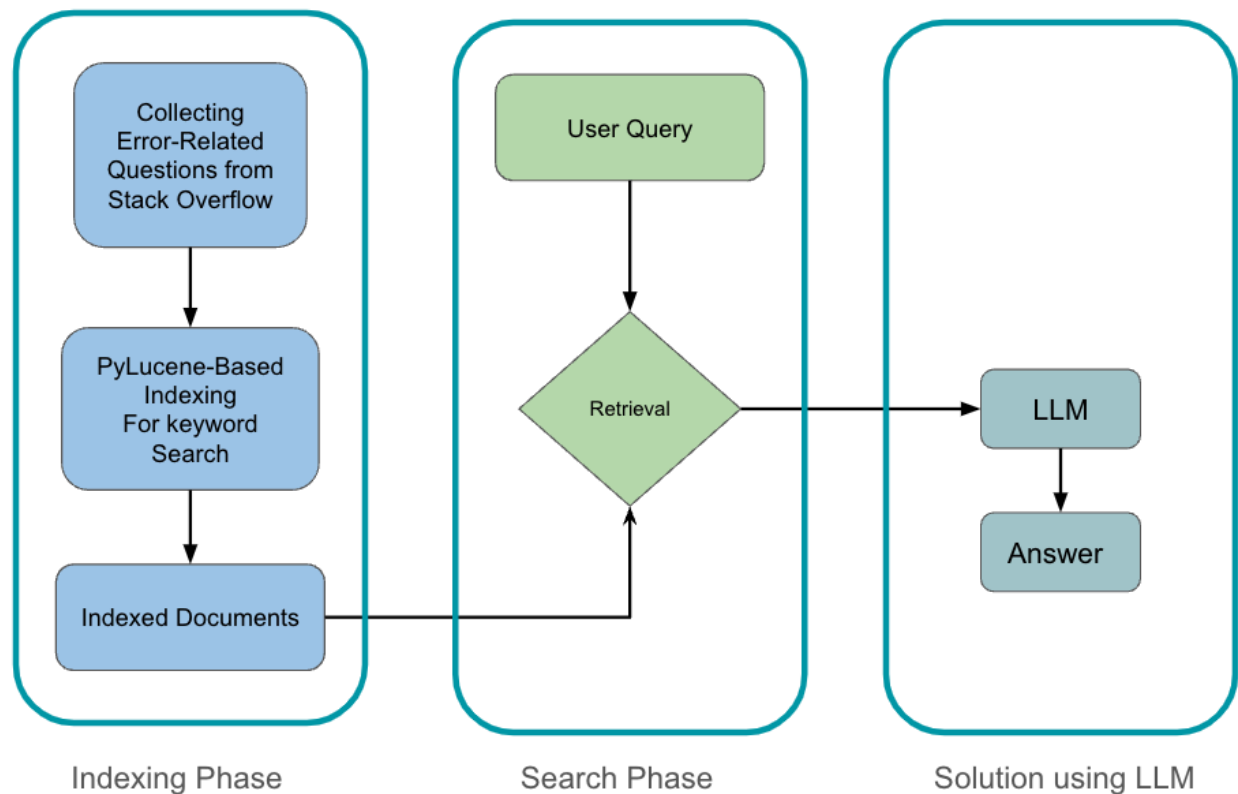 Collecting
Error-Related
Questions from
Stack Overflow
PyLucene-Based
Indexing
For keyword
Search
Indexed Documents
Indexing Phase
User Query
Retrieval
Search Phase
LLM
Answer
Solution using LLM